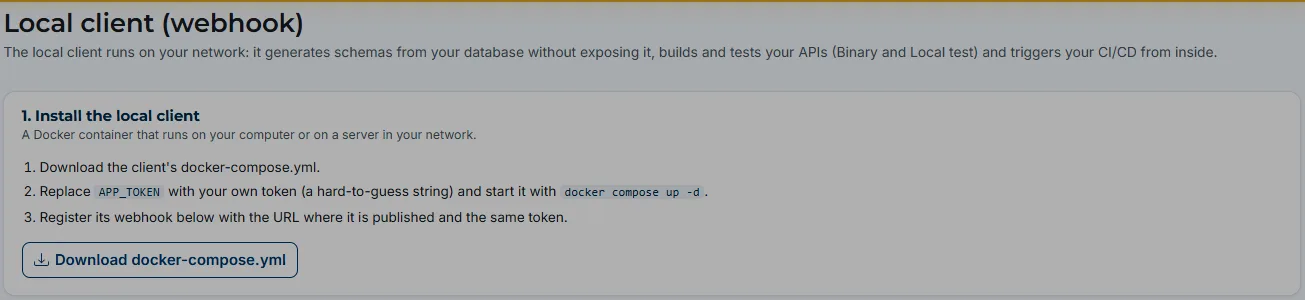 Local client (webhook)
The local client runs on your network: it generates schemas from your database without exposing it, builds and tests your APIs (Binary and Local test) and triggers your CI/CD from inside.
1. Install the local client
A Docker container that runs on your computer or on a server in your network.
1. Download the client's docker-compose.yml.
2. Replace APP_TOKEN with your own token (a hard-to-guess string) and start it with docker compose up -d.
3. Register its webhook below with the URL where it is published and the same token.
Download docker-compose.yml